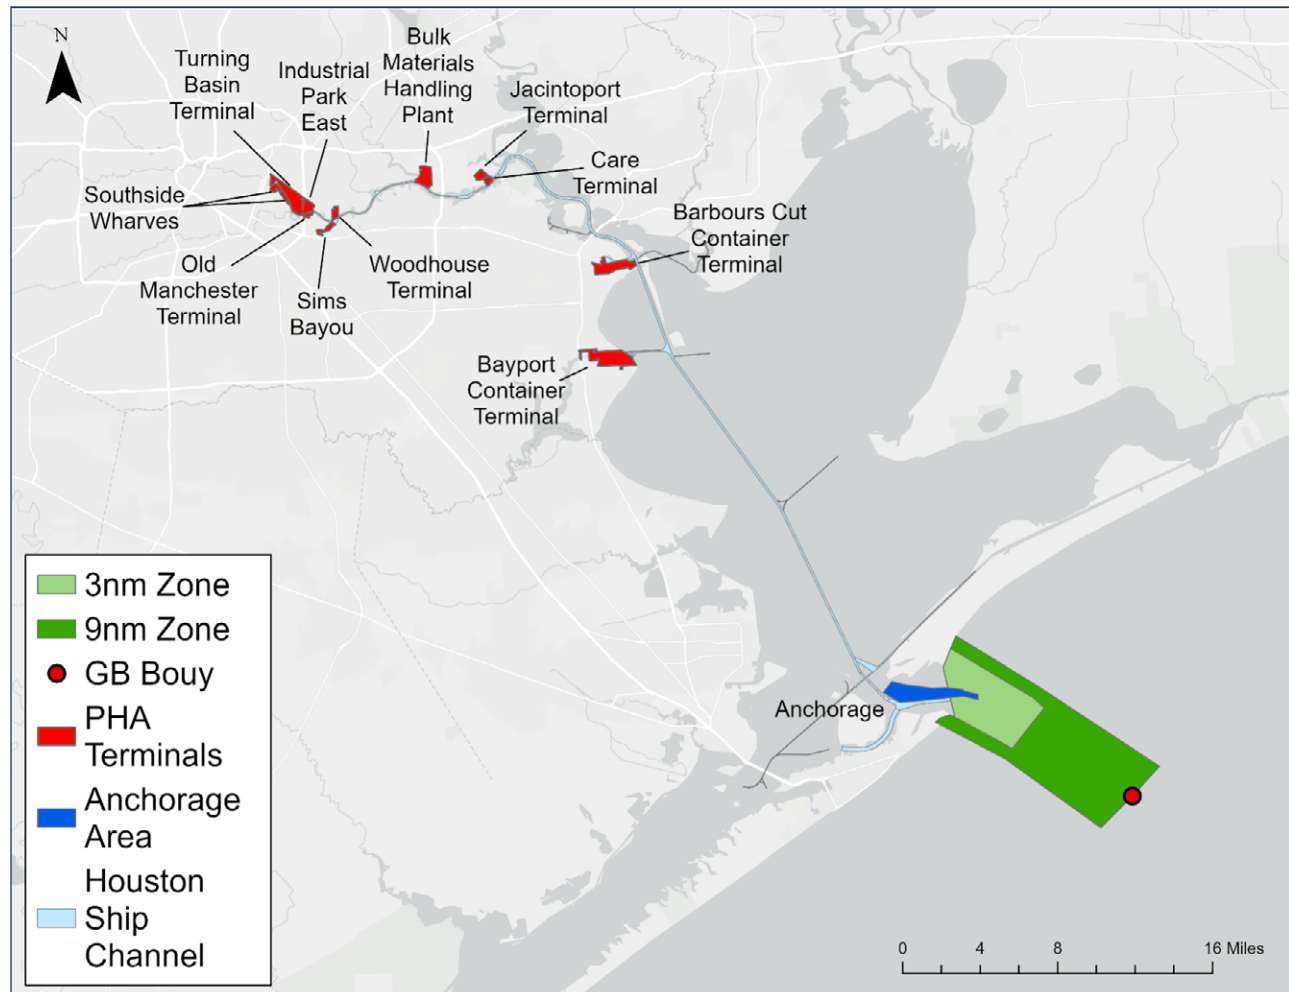 N
Turning
Basin
Terminal
Industrial
Park
East
Bulk
Materials
Handling
Plant
Jacintoport
Terminal
Care
Terminal
Southside
Wharves
Barbours Cut
Container
Terminal
Old
Manchester
Terminal
Sims
Bayou
Woodhouse
Terminal
Bayport
Container
Terminal
Anchorage
3nm Zone
9nm Zone
GB Bouy
PHA
Terminals
Anchorage
Area
Houston
Ship
Channel
0 4 8 16 Miles